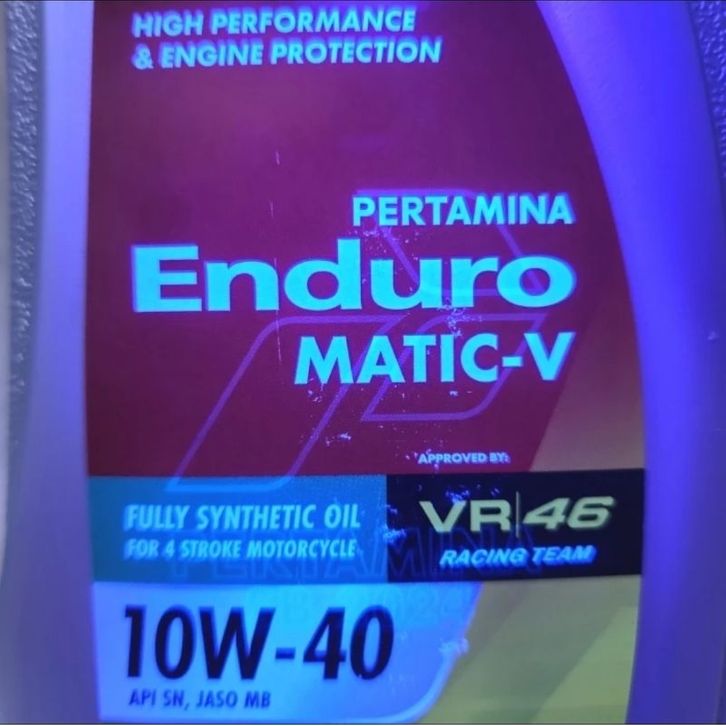 HIGH PERFORMANCE
& ENGINE PROTECTION
PERTAMINA
Enduro
MATIC-V
APPROVED BY:
VR|46
RACING TEAM
FULLY SYNTHETIC OIL
FOR 4 STROKE MOTORCYCLE
PERTAMINA
10W-40
API SN, JASO MB